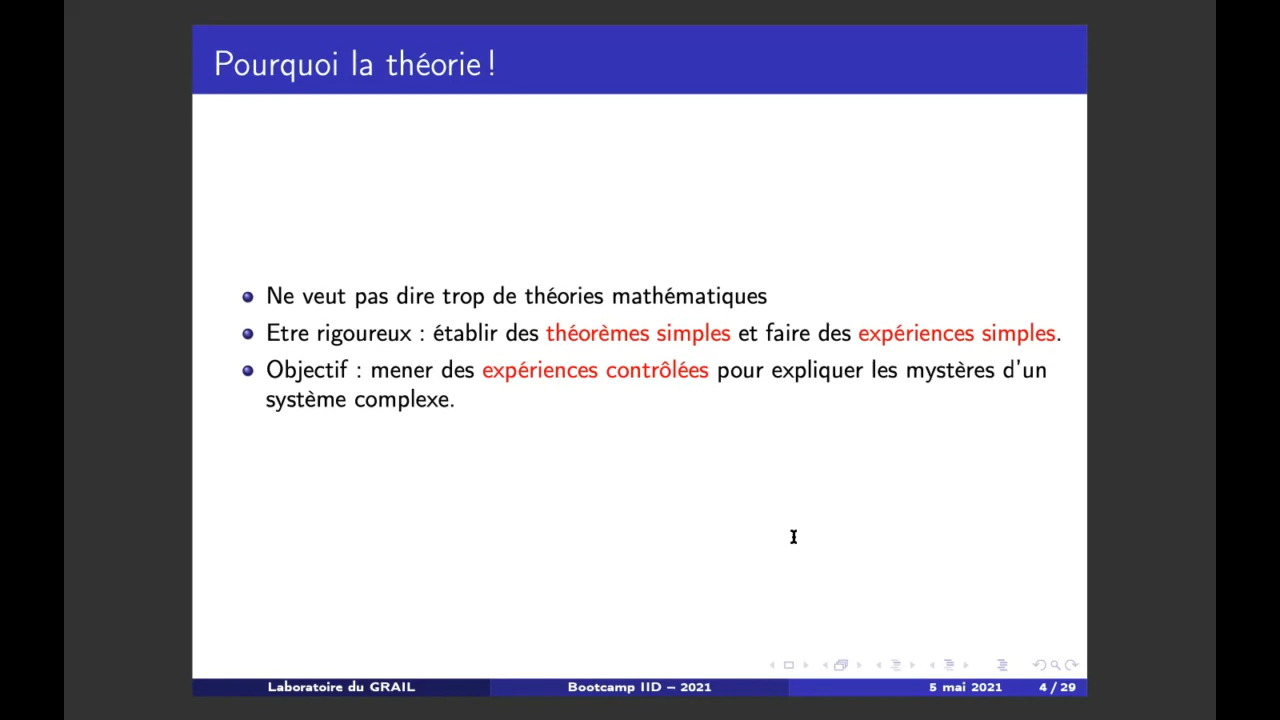 Pourquoi la théorie !
Ne veut pas dire trop de théories mathématiques
Etre rigoureux : établir des théorèmes simples et faire des expériences simples.
Objectif : mener des expériences contrôlées pour expliquer les mystères d'un
système complexe.
Laboratoire du GRAIL Bootcamp IID – 2021 5 mai 2021 4 / 29